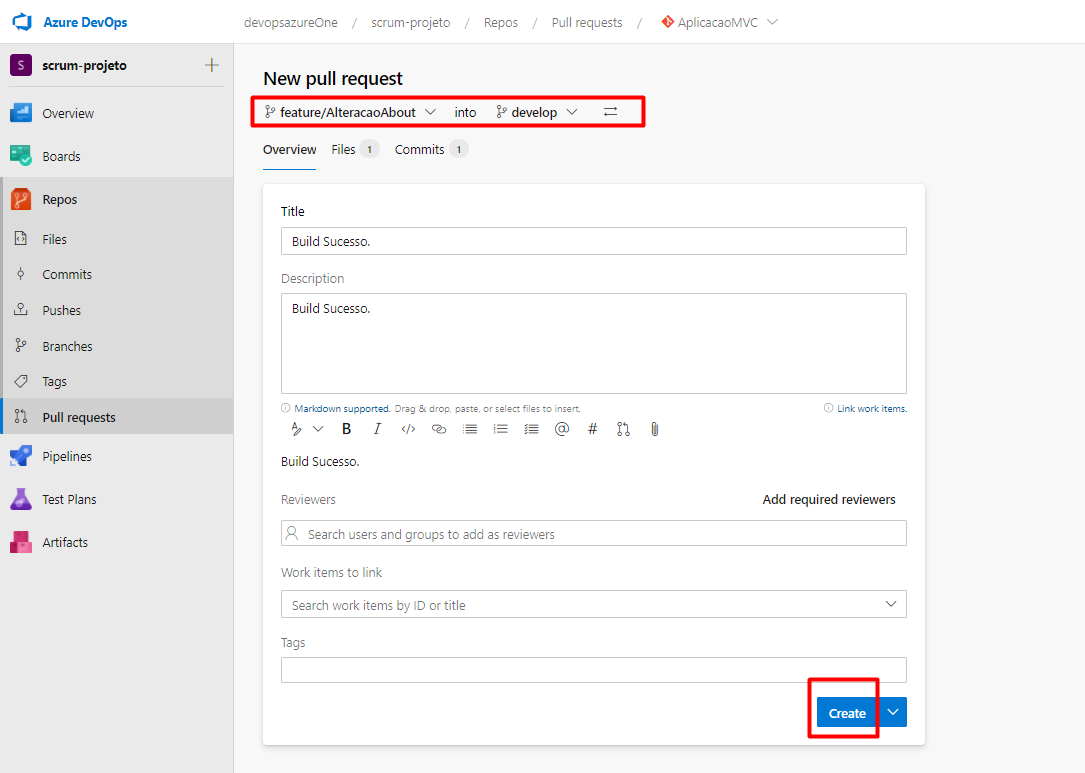 Azure DevOps
devopsazureOne / scrum-projeto / Repos / Pull requests / AplicacaoMVC
S scrum-projeto
Overview
Boards
Repos
Files
Commits
Pushes
Branches
Tags
Pull requests
Pipelines
Test Plans
Artifacts
New pull request
feature/AlteracaoAbout into develop
Overview Files 1 Commits 1
Title
Build Sucesso.
Description
Build Sucesso.
Markdown supported. Drag & drop, paste, or select files to insert. Link work items.
B I </> @ #
Build Sucesso.
Reviewers Add required reviewers
Search users and groups to add as reviewers
Work items to link
Search work items by ID or title
Tags
Create